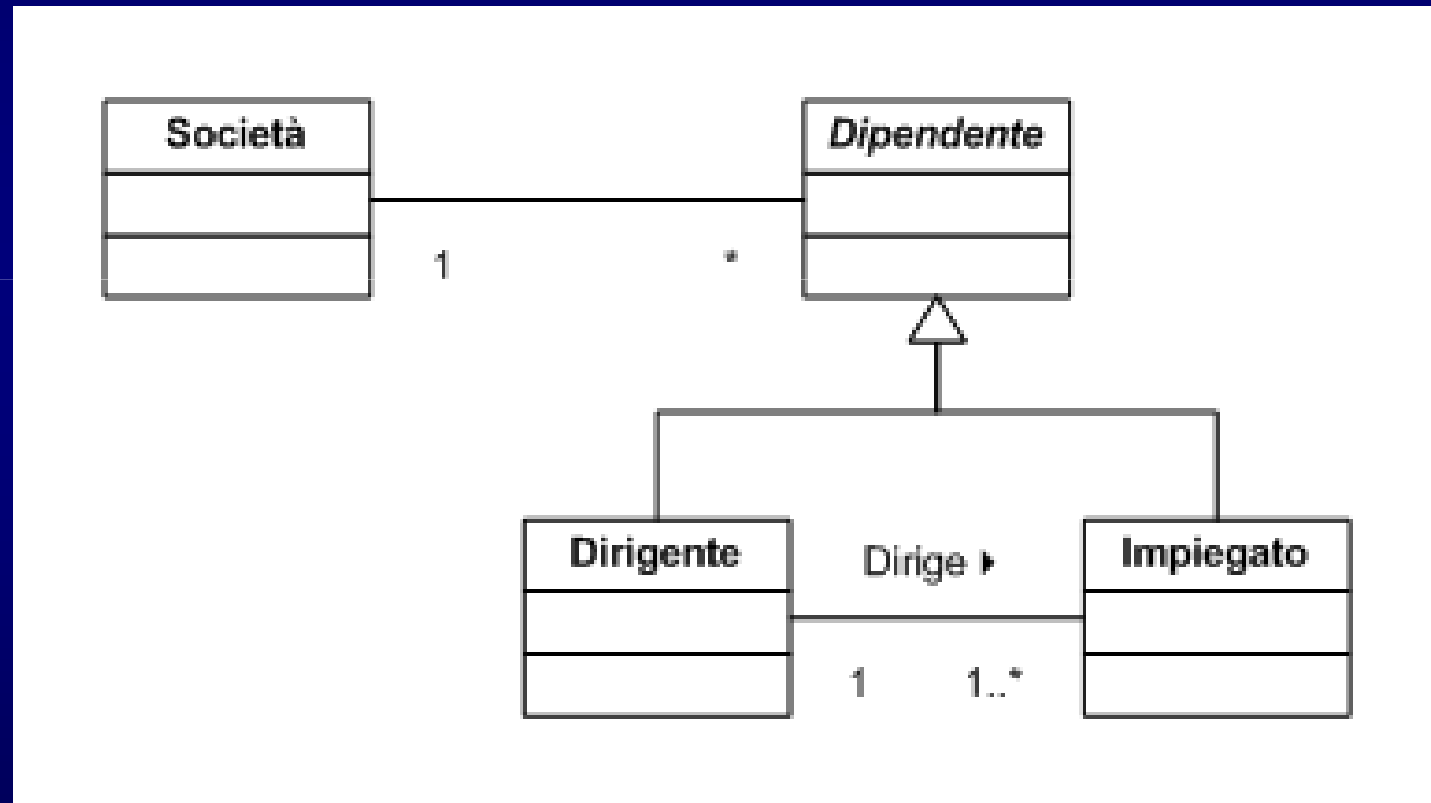 Società
Dipendente
1 *
Dirigente
Dirige ▸
Impiegato
1 1..*